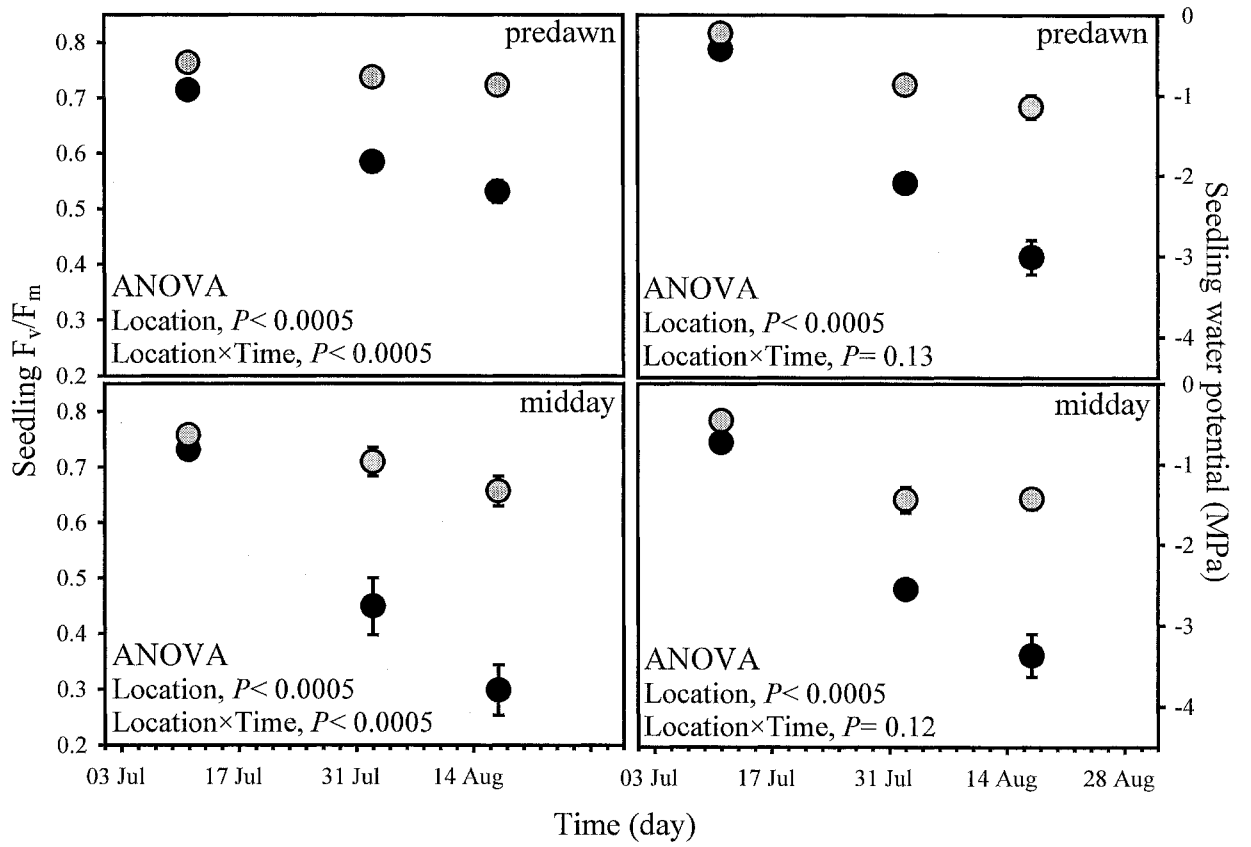 Seedling Fv/Fm
0.8
0.7
0.6
0.5
0.4
0.3
0.2
predawn
ANOVA
Location, P< 0.0005
Location×Time, P< 0.0005
predawn
ANOVA
Location, P< 0.0005
Location×Time, P= 0.13
0
-1
-2
-3
-4
Seedling water potential (MPa)
0.8
0.7
0.6
0.5
0.4
0.3
0.2
midday
ANOVA
Location, P< 0.0005
Location×Time, P< 0.0005
midday
ANOVA
Location, P< 0.0005
Location×Time, P= 0.12
0
-1
-2
-3
-4
03 Jul 17 Jul 31 Jul 14 Aug
03 Jul 17 Jul 31 Jul 14 Aug 28 Aug
Time (day)